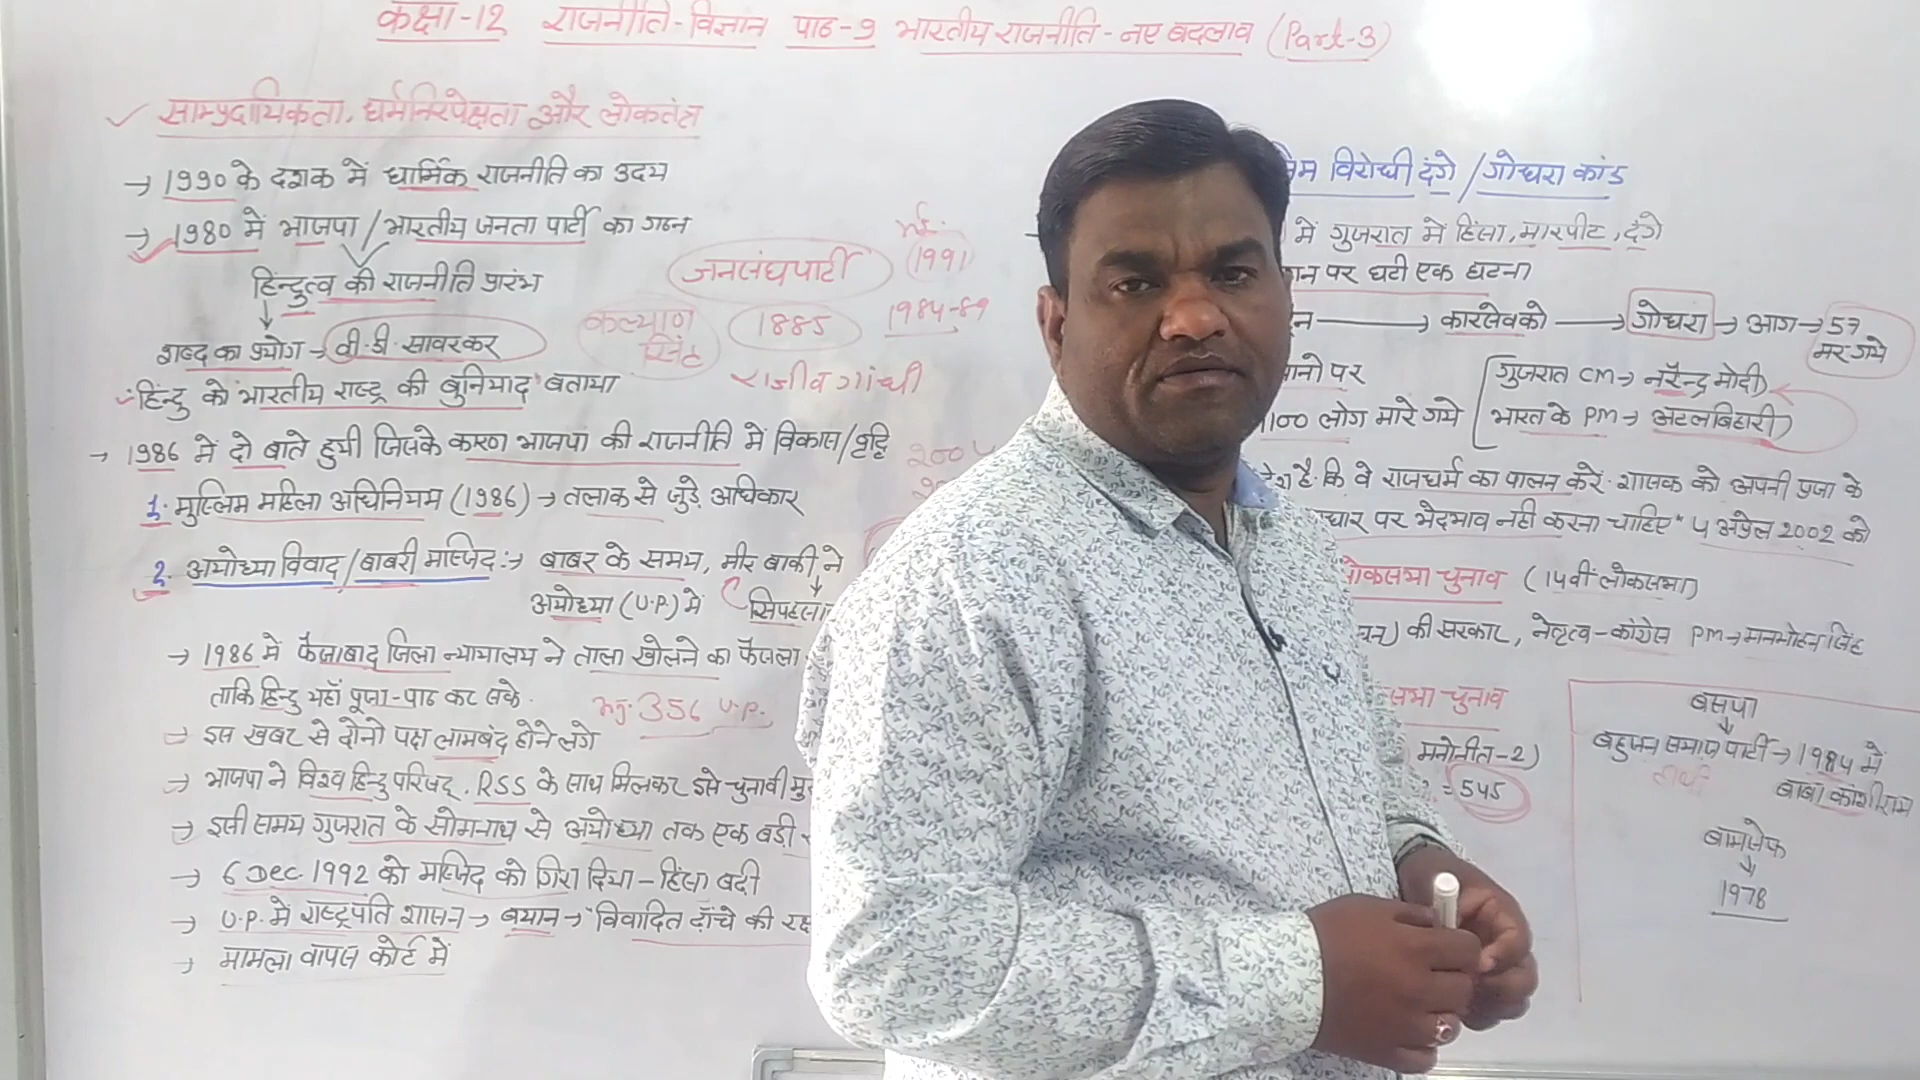 कक्षा-12 राजनीति-विज्ञान पाठ-9 भारतीय राजनीति-नए बदलाव (Part-3)
साम्प्रदायिकता, धर्मनिरपेक्षता और लोकतंत्र
→ 1990 के दशक में धार्मिक राजनीति का उदय
→ 1980 में भाजपा/भारतीय जनता पार्टी का गठन
हिन्दुत्व की राजनीति प्रारंभ
शब्द का प्रयोग → वी.डी. सावरकर
"हिन्दु को भारतीय राष्ट्र की बुनियाद" बताया
जनसंघपार्टी
मई.
1991
कल्याण सिंह
1885
1984-89
राजीव गांधी
→ 1986 में दो बाते हुयी जिसके कारण भाजपा की राजनीति में विकास/वृद्दि
1. मुस्लिम महिला अधिनियम (1986) → तलाक से जुड़े अधिकार
2. अयोध्या विवाद/बाबरी मस्जिद:→ बाबर के समय, मीर बाकी ने
अयोध्या (U.P.) में
→ 1986 में फैजाबाद जिला न्यायालय ने ताला खोलने का फैसला
ताकि हिन्दु यहाँ पूजा-पाठ कर सके.
अनु. 356 U.P.
→ इस खबर से दोनो पक्ष लामबंद होने लगे
→ भाजपा ने विश्व हिन्दु परिषद, RSS के साथ मिलकर इसे चुनावी
→ इसी समय गुजरात के सोमनाथ से अयोध्या तक एक बडी
→ 6 Dec. 1992 को मस्जिद को गिरा दिया - हिंसा बढी
→ U.P. में राष्ट्रपति शासन → बयान → "विवादित ढाँचे की
→ मामला वापस कोर्ट में
विरोधी दंगे/गोधरा कांड
में गुजरात में हिंसा, मारपीट, दंगे
पर घटी एक घटना
→ कारसेवको → गोधरा → आग → 57
मर गये
पर
गुजरात CM → नरेन्द्र मोदी
लोग मारे गये
भारत के PM → अटलबिहारी
है. कि वे राजधर्म का पालन करें. शासक को अपनी प्रजा के
पर भेदभाव नही करना चाहिए" 4 अप्रेल 2002 को
लोकसभा चुनाव (14वीं लोकसभा)
की सरकार, नेतृत्व-कांग्रेस PM → मनमोहन सिंह
सभा चुनाव
मनोनीत-2)
= 545
बसपा
बहुजन समाज पार्टी → 1984 में
बाबा कांशीराम
बामसेफ
1978